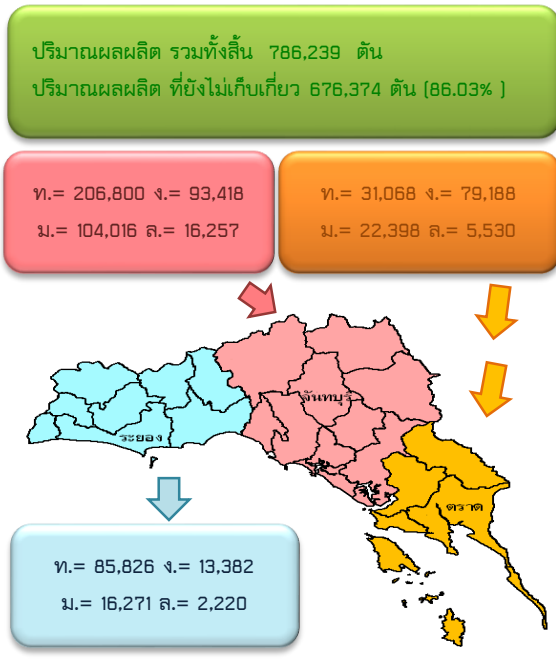 ปริมาณผลผลิต รวมทั้งสิ้น 786,239 ตัน
ปริมาณผลผลิต ที่ยังไม่เก็บเกี่ยว 676,374 ตัน (86.03% )
ท.= 206,800 ง.= 93,418
ม.= 104,016 ล.= 16,257
ท.= 31,068 ง.= 79,188
ม.= 22,398 ล.= 5,530
จันทบุรี
ระยอง
ตราด
ท.= 85,826 ง.= 13,382
ม.= 16,271 ล.= 2,220